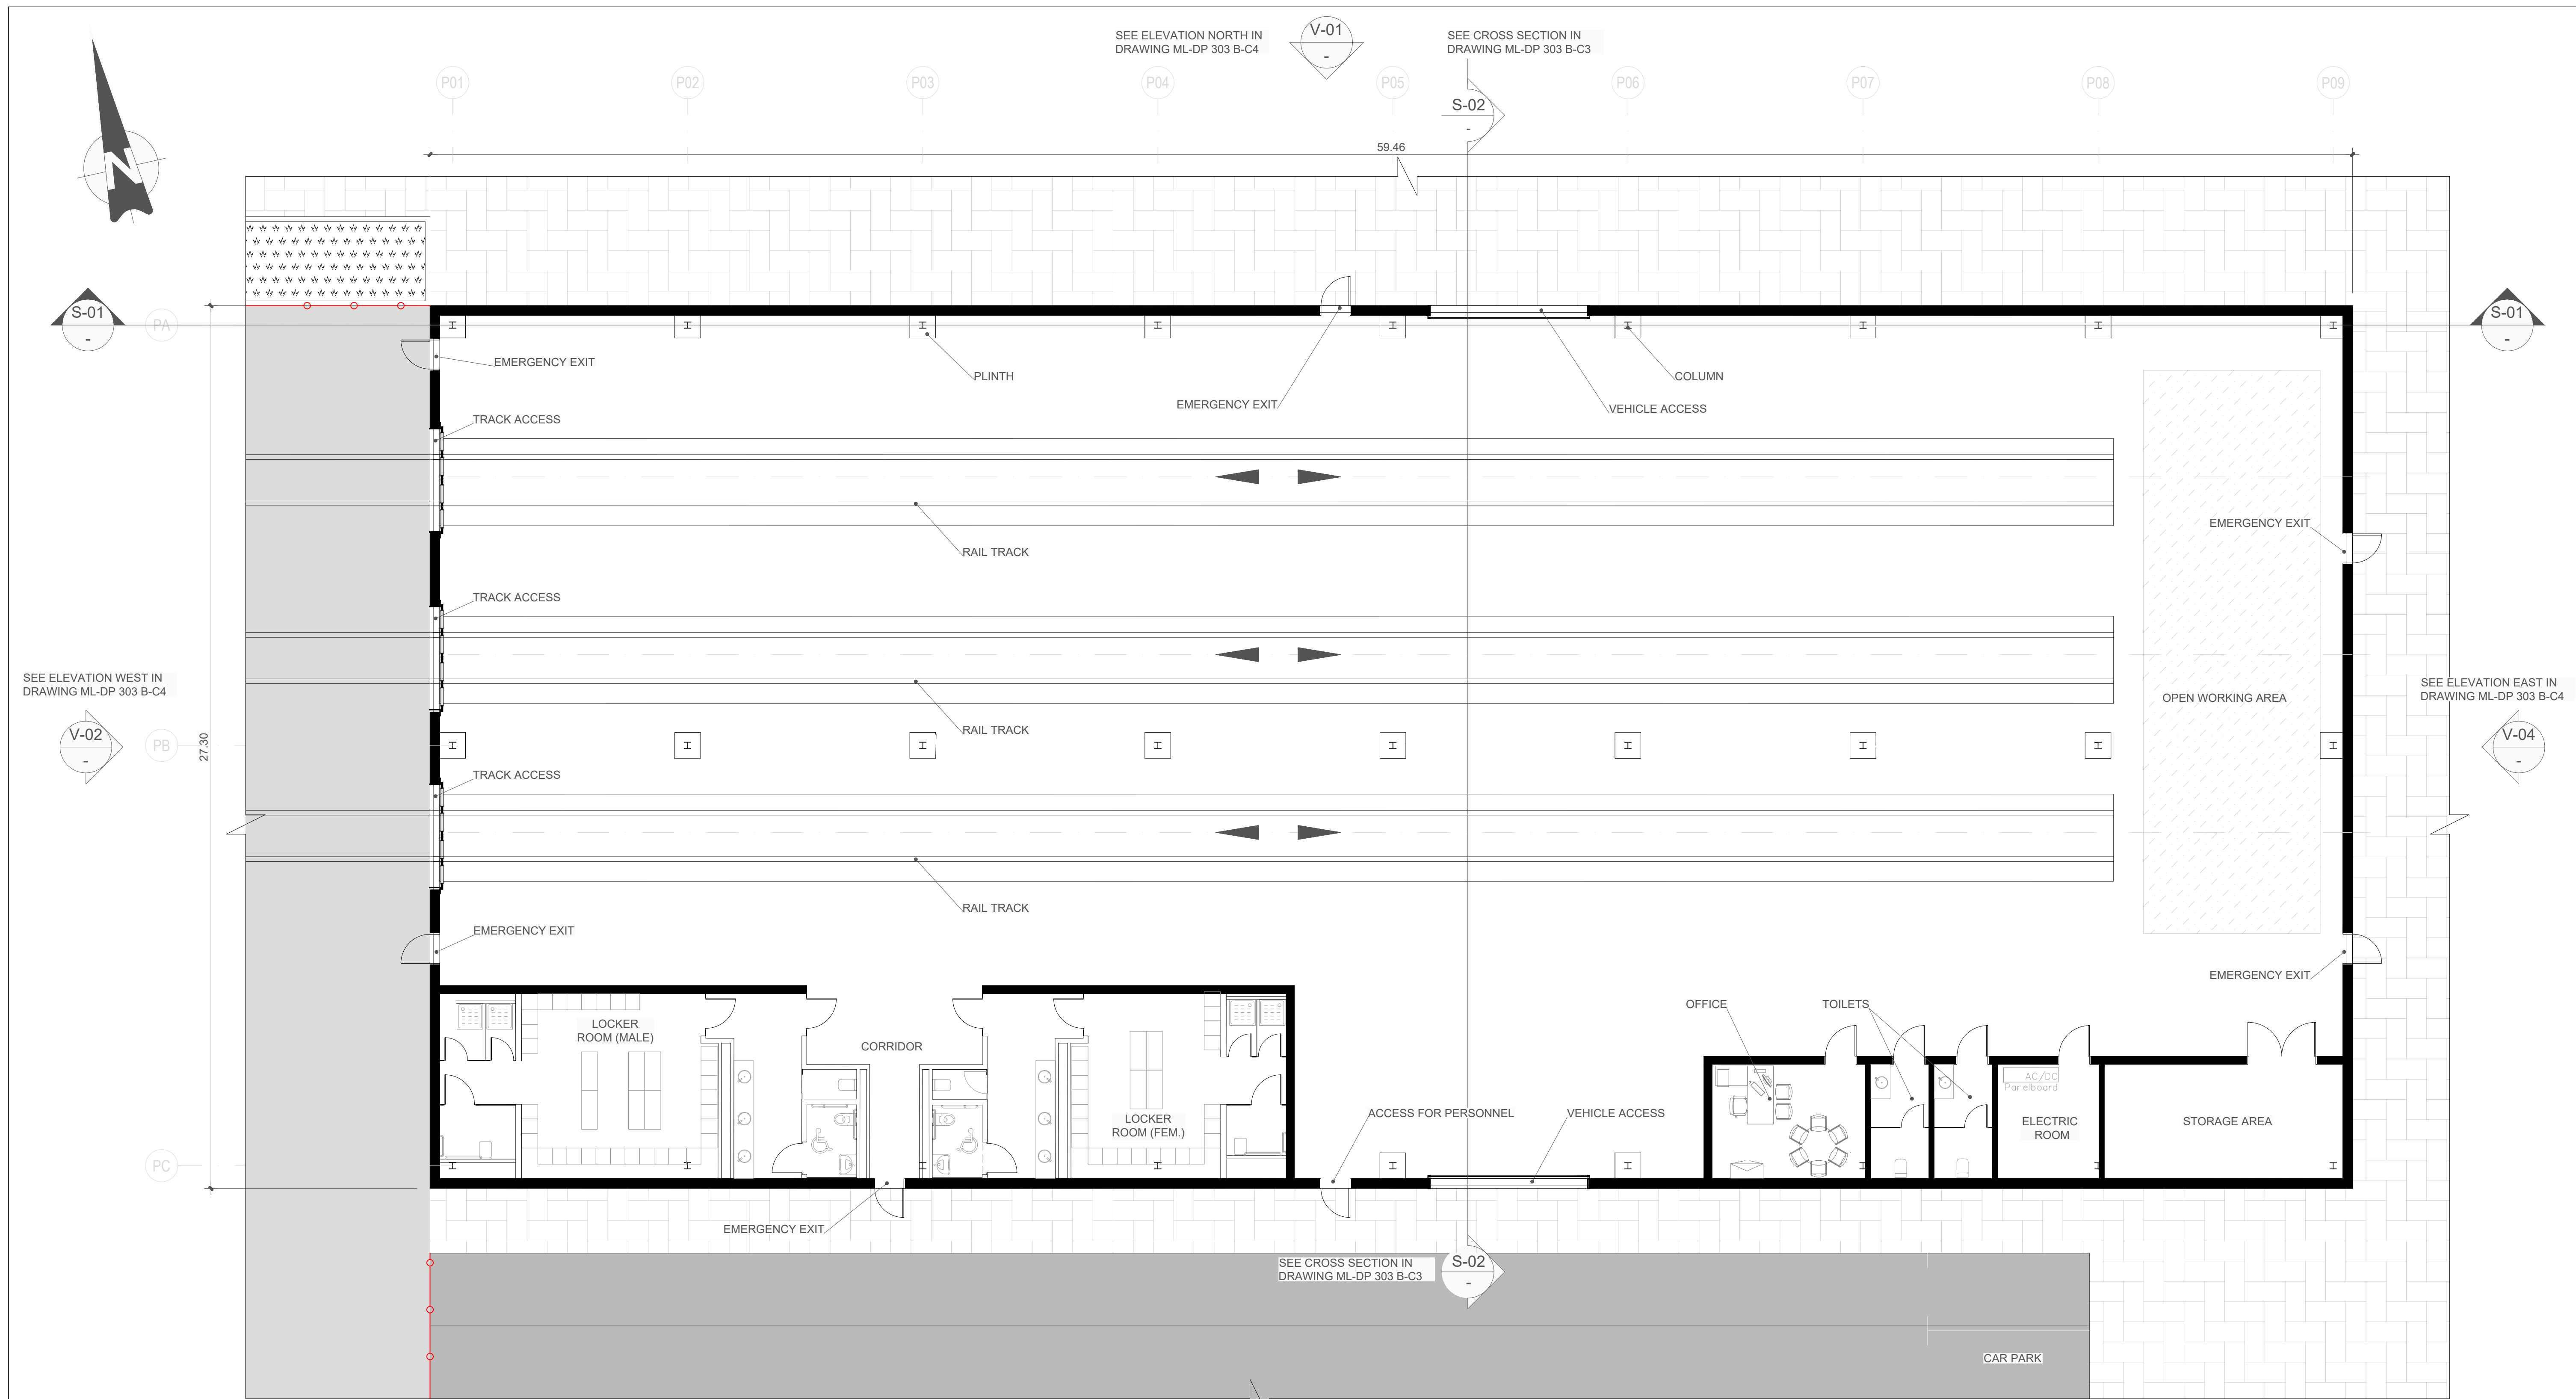 SEE ELEVATION NORTH IN
DRAWING ML-DP 303 B-C4
V-01
-
SEE CROSS SECTION IN
DRAWING ML-DP 303 B-C3
P01
P02
P03
P04
P05
P06
P07
P08
P09
S-02
-
N
59.46
S-01
-
PA
S-01
-
EMERGENCY EXIT
PLINTH
COLUMN
EMERGENCY EXIT
VEHICLE ACCESS
TRACK ACCESS
EMERGENCY EXIT
RAIL TRACK
TRACK ACCESS
SEE ELEVATION WEST IN
DRAWING ML-DP 303 B-C4
SEE ELEVATION EAST IN
DRAWING ML-DP 303 B-C4
OPEN WORKING AREA
RAIL TRACK
V-02
-
PB
27.30
V-04
-
TRACK ACCESS
RAIL TRACK
EMERGENCY EXIT
EMERGENCY EXIT
OFFICE
TOILETS
LOCKER
ROOM (MALE)
CORRIDOR
AC/DC
Panelboard
LOCKER
ROOM (FEM.)
ACCESS FOR PERSONNEL
VEHICLE ACCESS
ELECTRIC
ROOM
STORAGE AREA
PC
EMERGENCY EXIT
SEE CROSS SECTION IN
DRAWING ML-DP 303 B-C3
S-02
-
CAR PARK